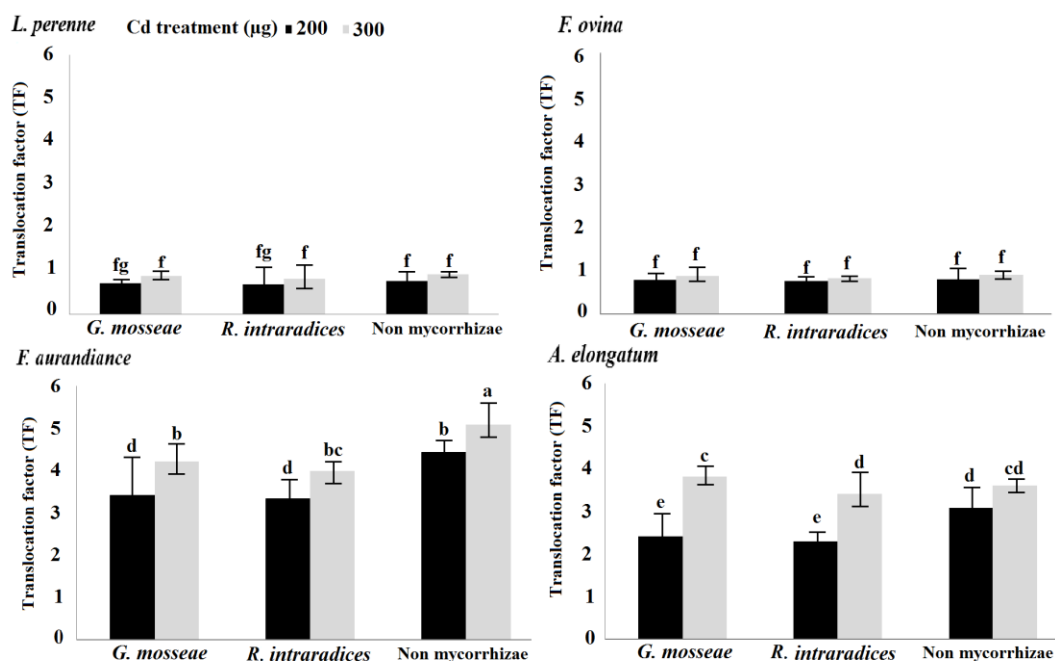 L. perenne Cd treatment (µg) 200 300
Translocation factor (TF)
6
5
4
3
2
1
0
fg f fg f f f
G. mosseae R. intraradices Non mycorrhizae
F. ovina
Translocation factor (TF)
6
5
4
3
2
1
0
f f f f f f
G. mosseae R. intraradices Non mycorrhizae
F. aurandiance
Translocation factor (TF)
6
5
4
3
2
1
0
d b d bc b a
G. mosseae R. intraradices Non mycorrhizae
A. elongatum
Translocation factor (TF)
6
5
4
3
2
1
0
e c e d d cd
G. mosseae R. intraradices Non mycorrhizae